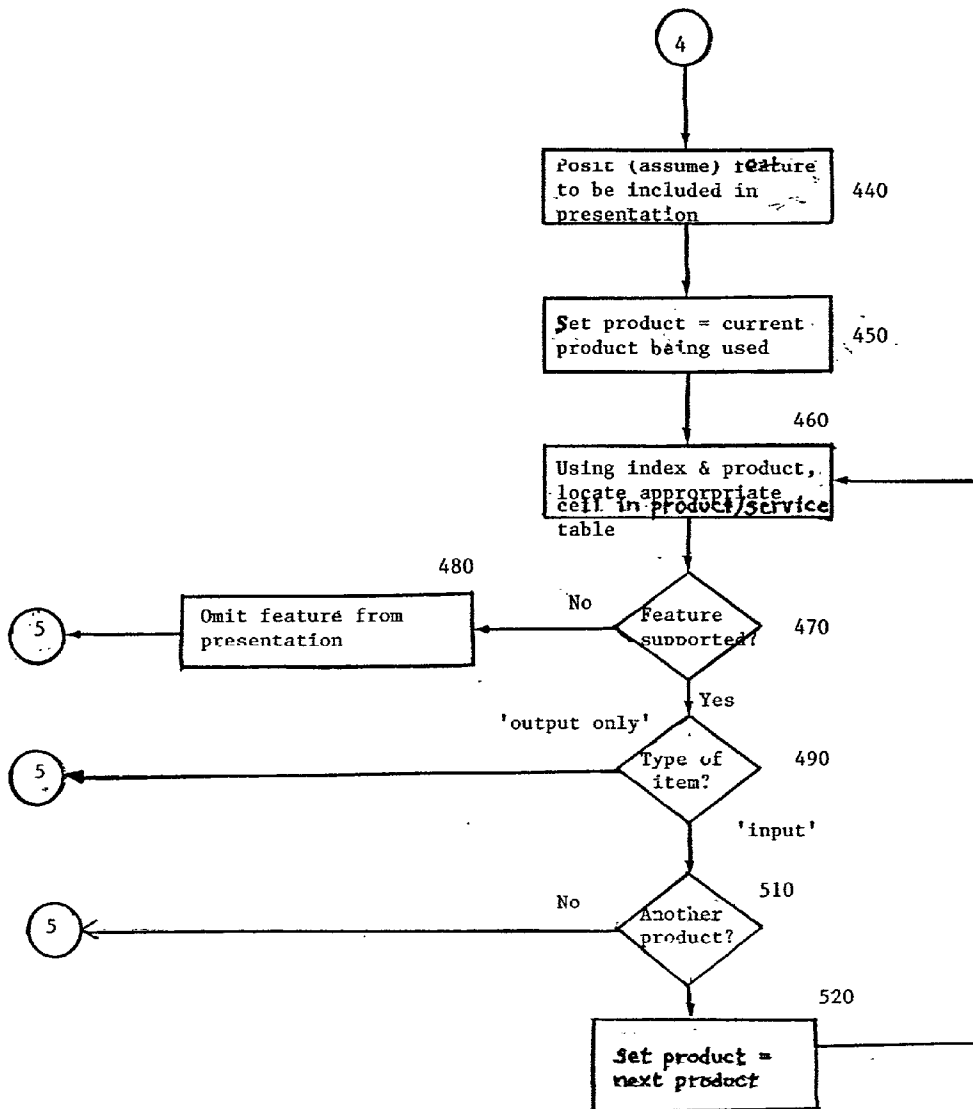 4
Posit (assume) feature
to be included in
presentation
440
Set product = current
product being used
450
460
Using index & product,
locate approrpriate
cell in product/service
table
480
Omit feature from
presentation
5
No
Feature
supported?
470
Yes
'output only'
5
Type of
item?
490
'input'
510
No
5
Another
product?
520
Set product =
next product